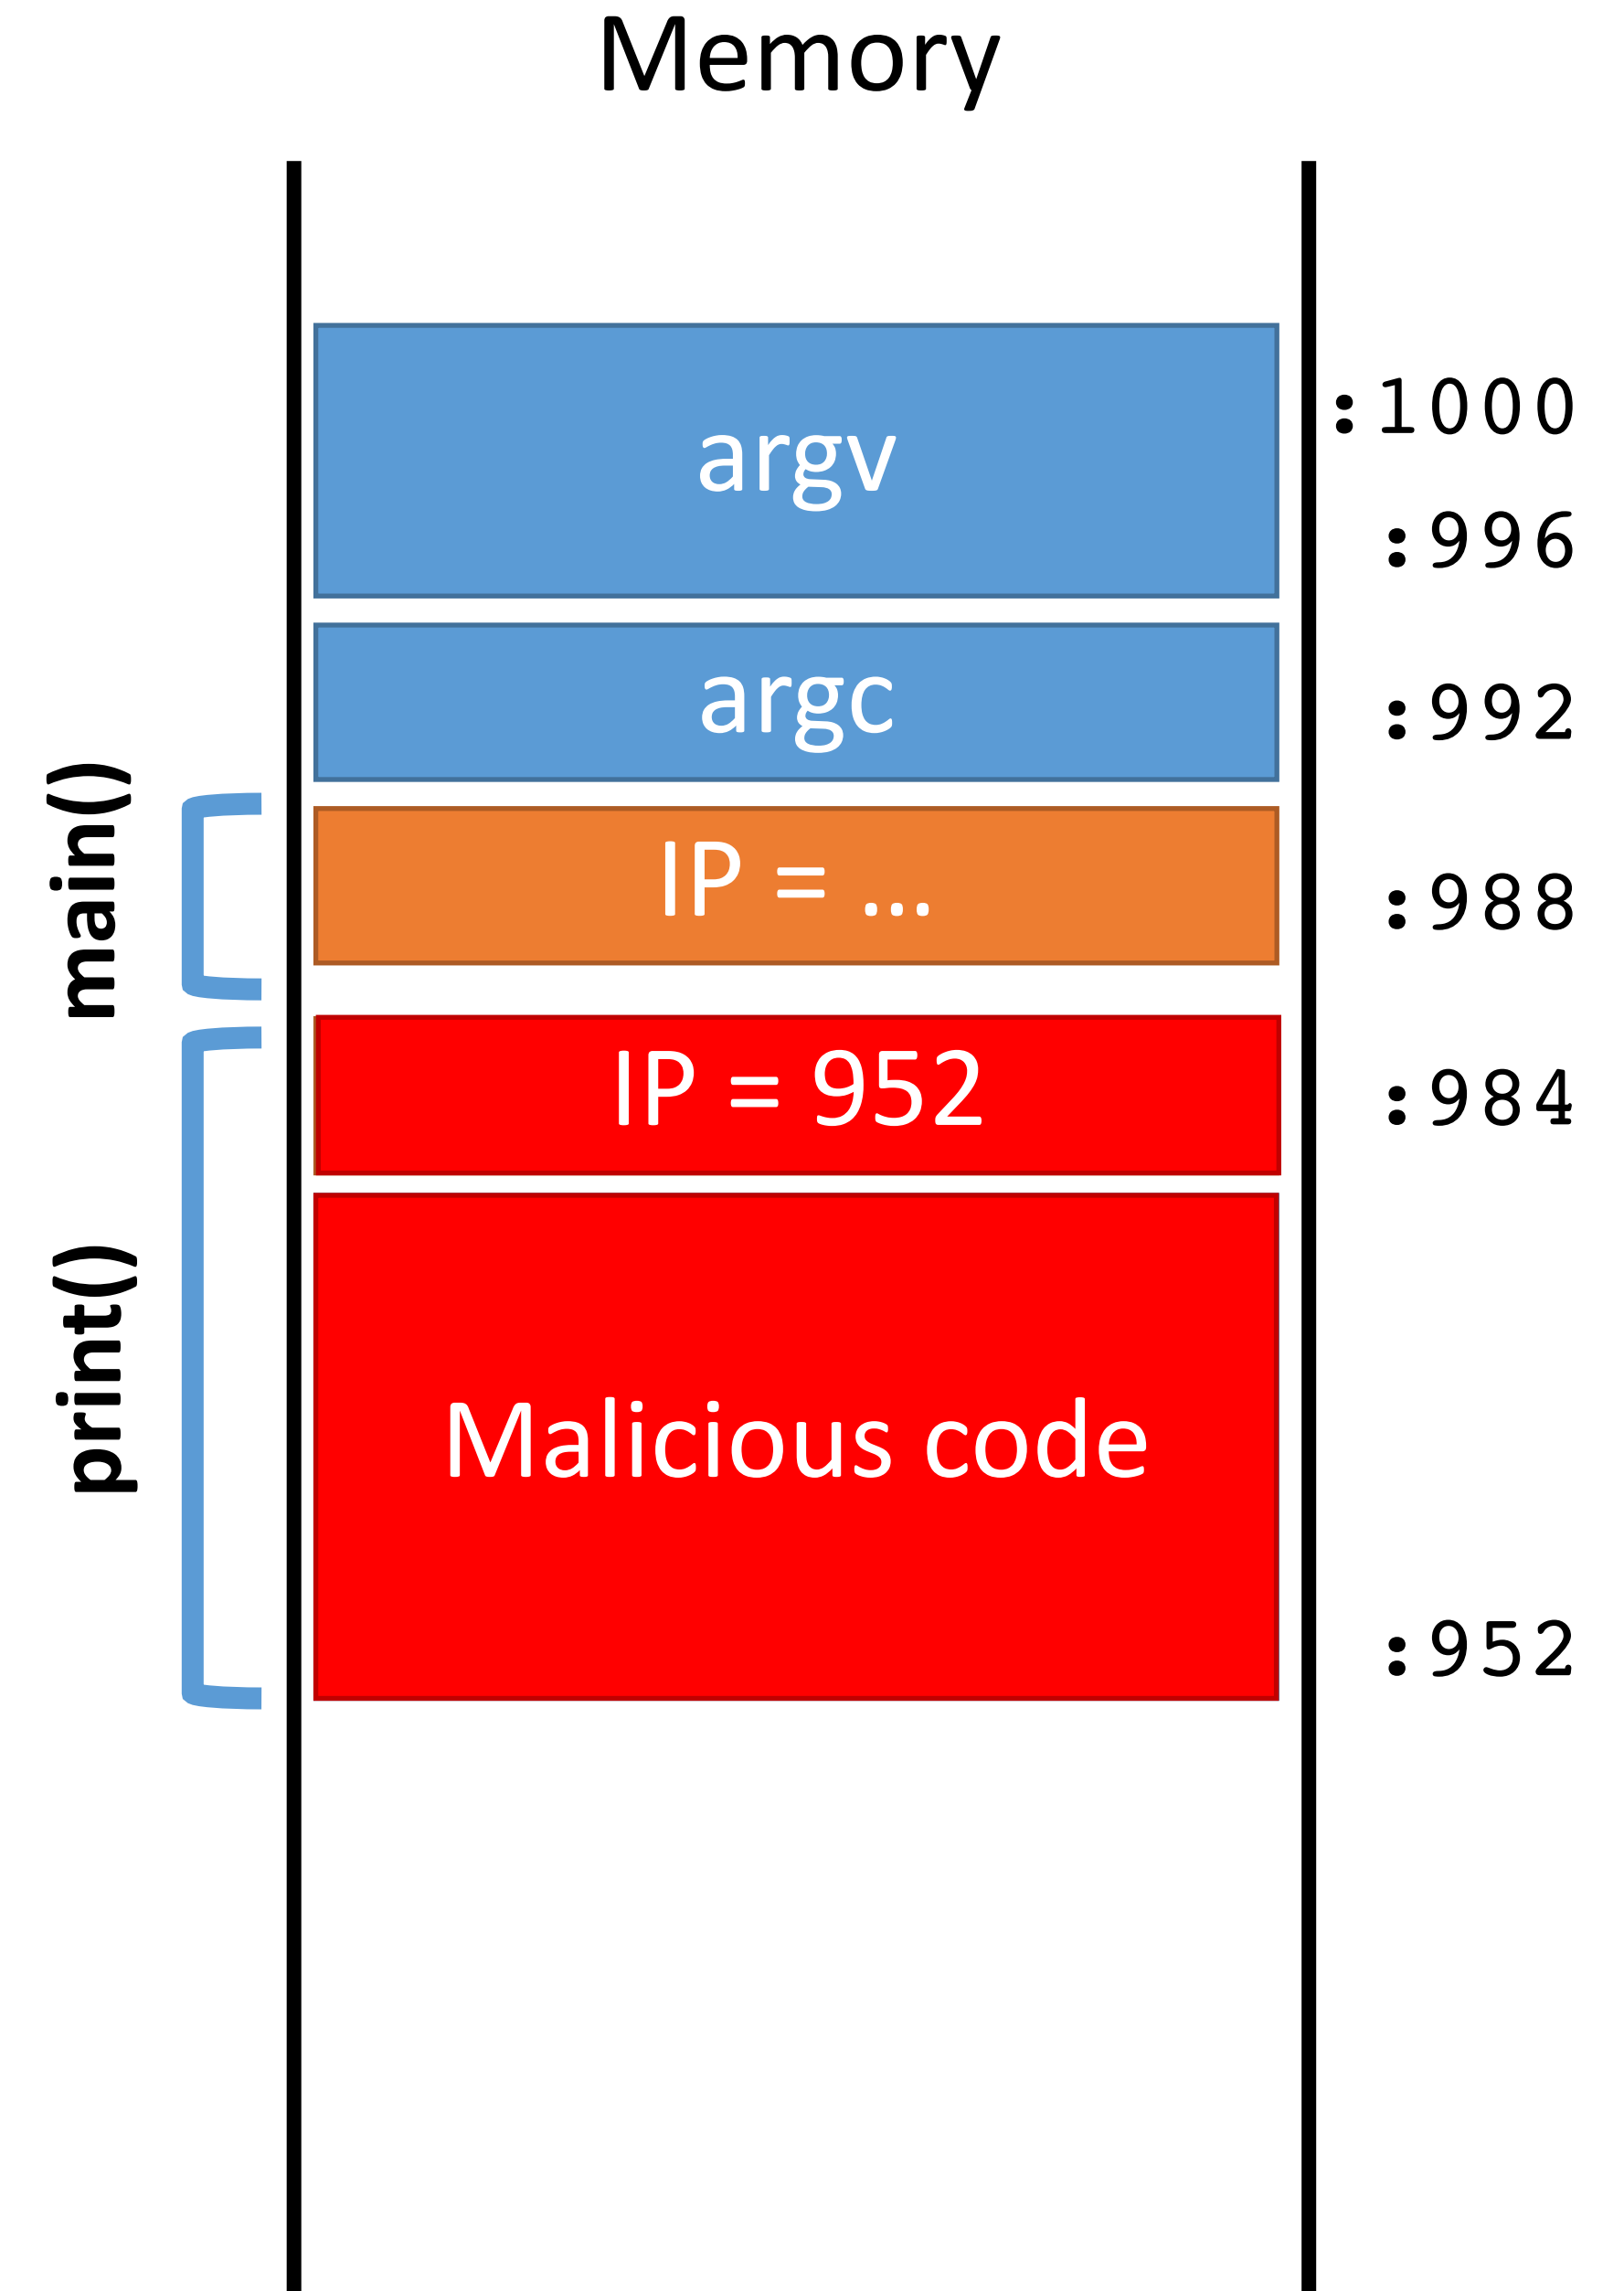 Memory
argv
:1000
:996
argc
:992
main()
IP = ...
:988
IP = 952
:984
print()
Malicious code
:952